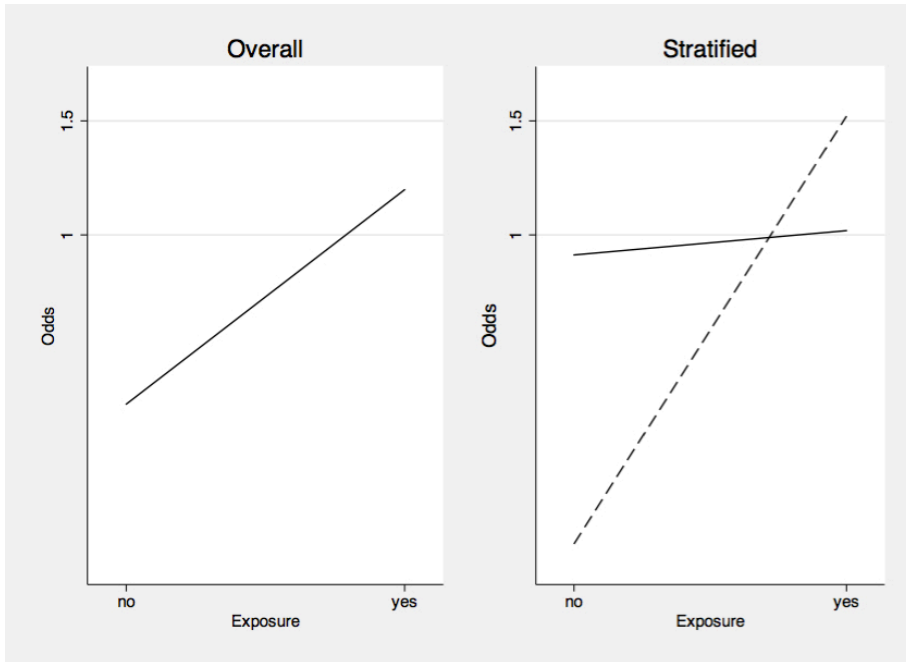 Overall
1.5
1
Odds
no
yes
Exposure
Stratified
1.5
1
Odds
no
yes
Exposure